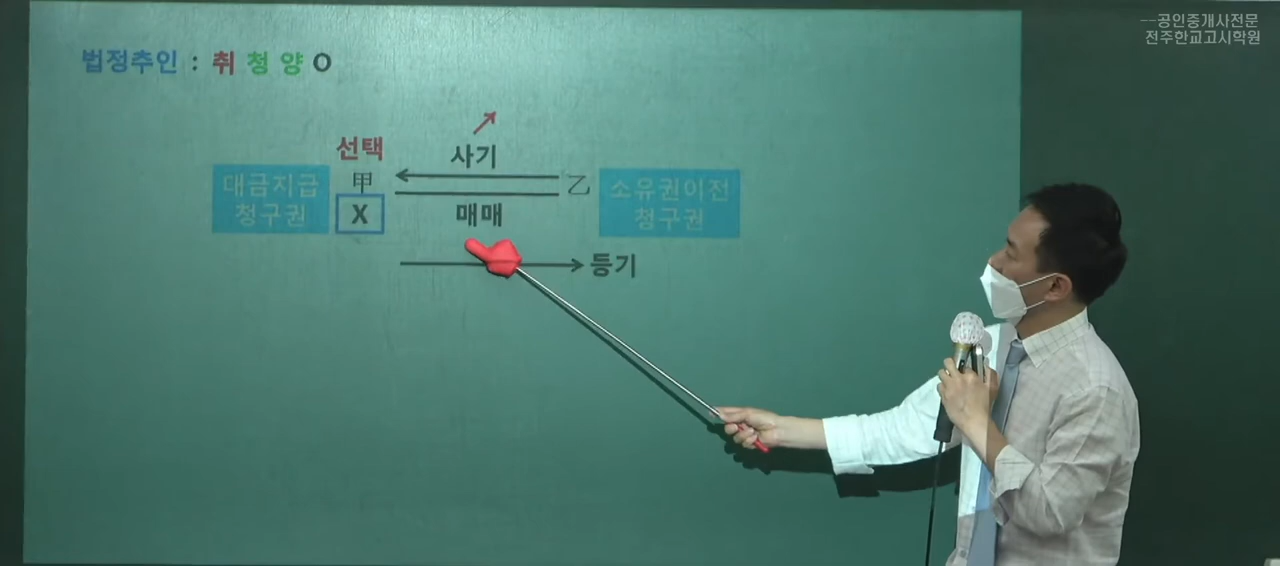 --공인중개사전문
전주한교고시학원
법정추인 : 취 청 양 O
선택
사기
대금지급
청구권
甲
X
매매
乙
소유권이전
청구권
등기